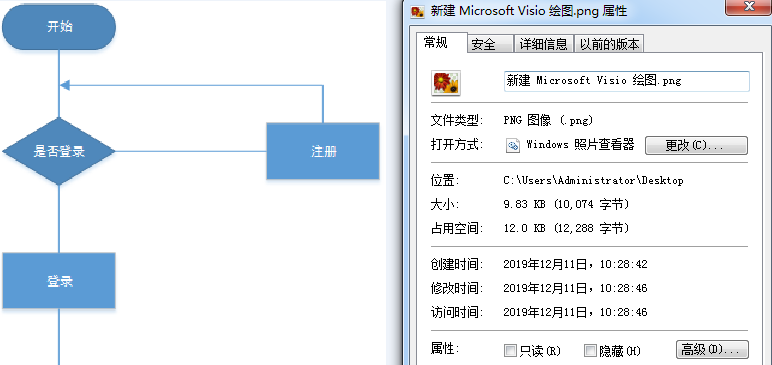 开始
是否登录
注册
登录
新建 Microsoft Visio 绘图.png 属性
常规 安全 详细信息 以前的版本
新建 Microsoft Visio 绘图.png
文件类型: PNG 图像 (.png)
打开方式: Windows 照片查看器 更改(C)...
位置: C:\Users\Administrator\Desktop
大小: 9.83 KB (10,074 字节)
占用空间: 12.0 KB (12,288 字节)
创建时间: 2019年12月11日，10:28:42
修改时间: 2019年12月11日，10:28:46
访问时间: 2019年12月11日，10:28:46
属性: 只读(R) 隐藏(H) 高级(D)...